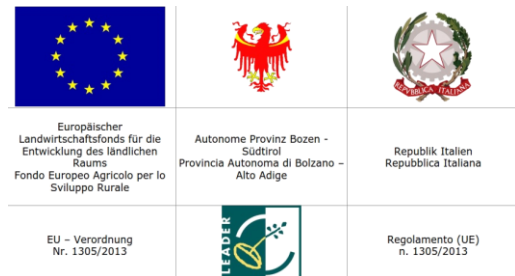 REPVBBLICA ITALIANA
Europäischer
Landwirtschaftsfonds für die
Entwicklung des ländlichen
Raums
Fondo Europeo Agricolo per lo
Sviluppo Rurale
Autonome Provinz Bozen -
Südtirol
Provincia Autonoma di Bolzano –
Alto Adige
Republik Italien
Repubblica Italiana
EU – Verordnung
Nr. 1305/2013
LEADER
Regolamento (UE)
n. 1305/2013